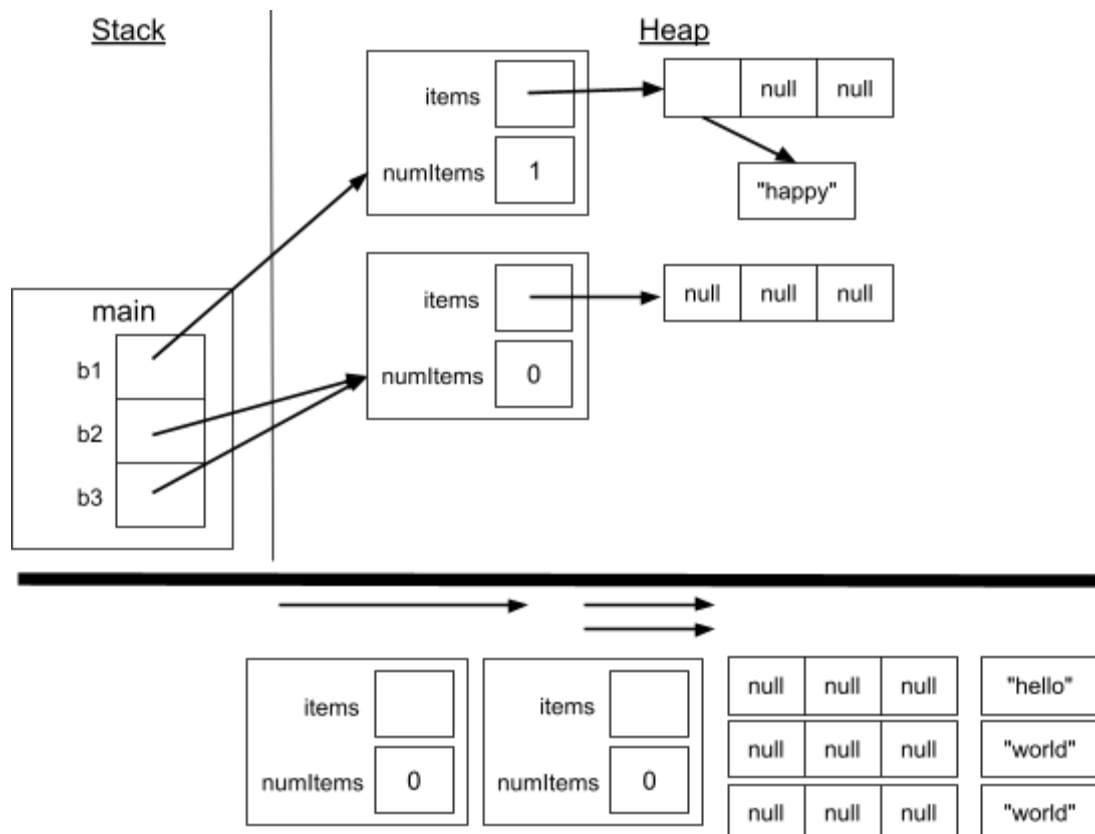 Stack
Heap
items
null null
numItems 1
"happy"
items
null null null
numItems 0
main
b1
b2
b3
items
items
null null null
"hello"
numItems 0
numItems 0
null null null
"world"
null null null
"world"